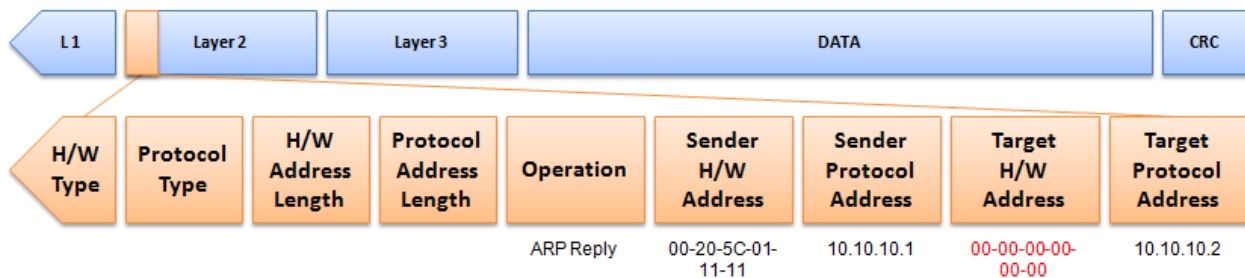 L 1
Layer 2
Layer 3
DATA
CRC
H/W
Type
Protocol
Type
H/W
Address
Length
Protocol
Address
Length
Operation
Sender
H/W
Address
Sender
Protocol
Address
Target
H/W
Address
Target
Protocol
Address
ARP Reply
00-20-5C-01-
11-11
10.10.10.1
00-00-00-00-
00-00
10.10.10.2